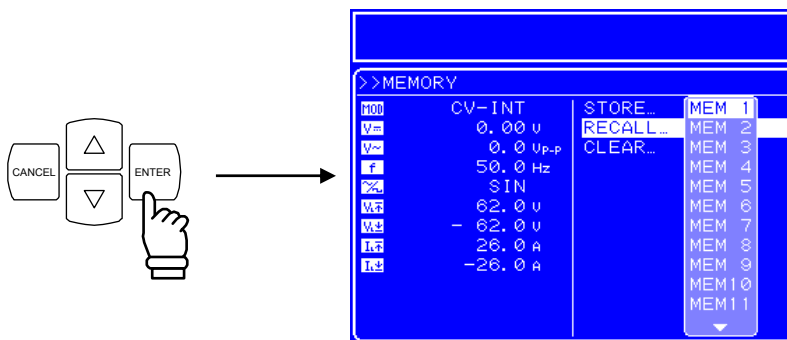 CANCEL
ENTER
>>MEMORY
MOD CV-INT
V= 0.00 V
V~ 0.0 Vp-p
f 50.0 Hz
SIN
62.0 V
- 62.0 V
26.0 A
-26.0 A
STORE…
RECALL…
CLEAR…
MEM 1
MEM 2
MEM 3
MEM 4
MEM 5
MEM 6
MEM 7
MEM 8
MEM 9
MEM10
MEM11